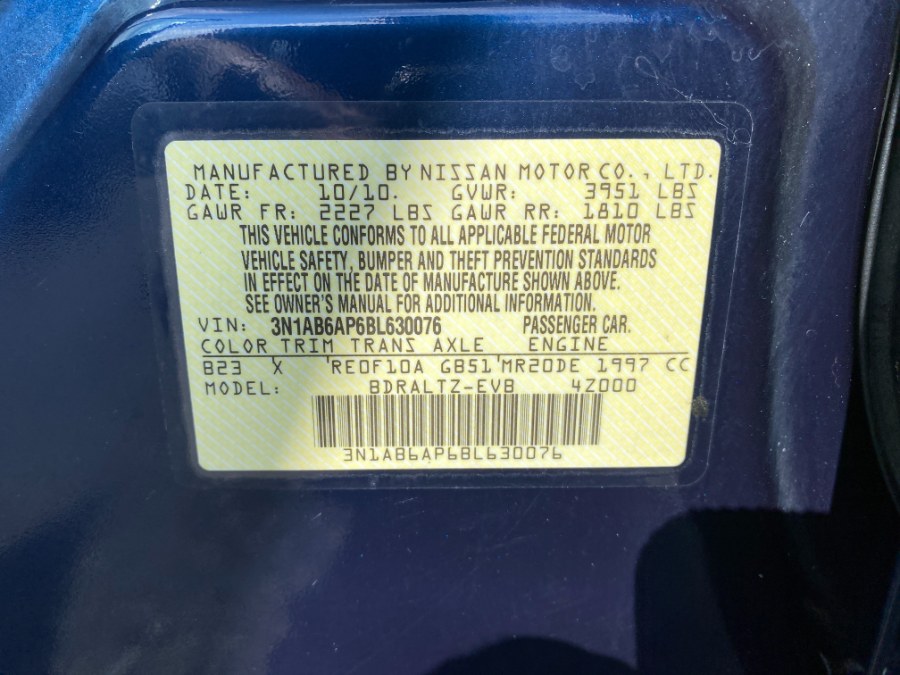 MANUFACTURED BY NISSAN MOTOR CO., LTD.
DATE: 10/10. GVWR: 3951 LBS
GAWR FR: 2227 LBS GAWR RR: 1810 LBS
THIS VEHICLE CONFORMS TO ALL APPLICABLE FEDERAL MOTOR
VEHICLE SAFETY, BUMPER AND THEFT PREVENTION STANDARDS
IN EFFECT ON THE DATE OF MANUFACTURE SHOWN ABOVE.
SEE OWNER'S MANUAL FOR ADDITIONAL INFORMATION.
VIN: 3N1AB6AP6BL630076 PASSENGER CAR.
COLOR TRIM TRANS AXLE ENGINE
B23 X 'RE0F10A GB51'MR20DE 1997 CC
MODEL: BDRALTZ-EVB 4Z000
3N1AB6AP6BL630076